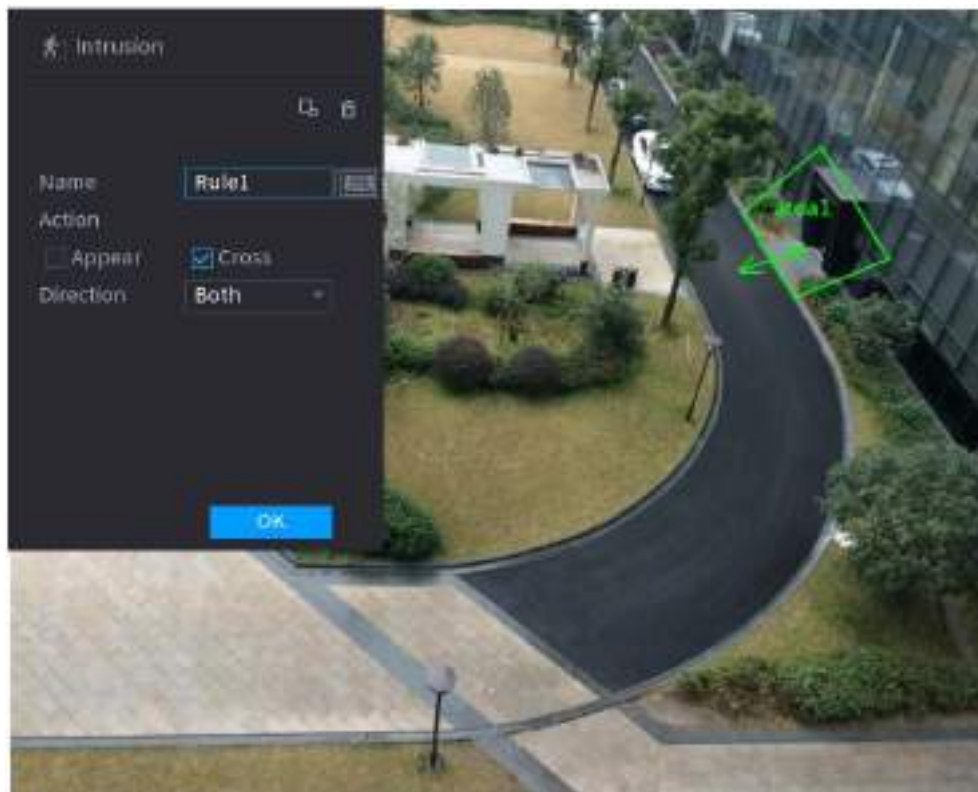 Intrusion
Name Rule1
Action
Appear Cross
Direction Both
OK